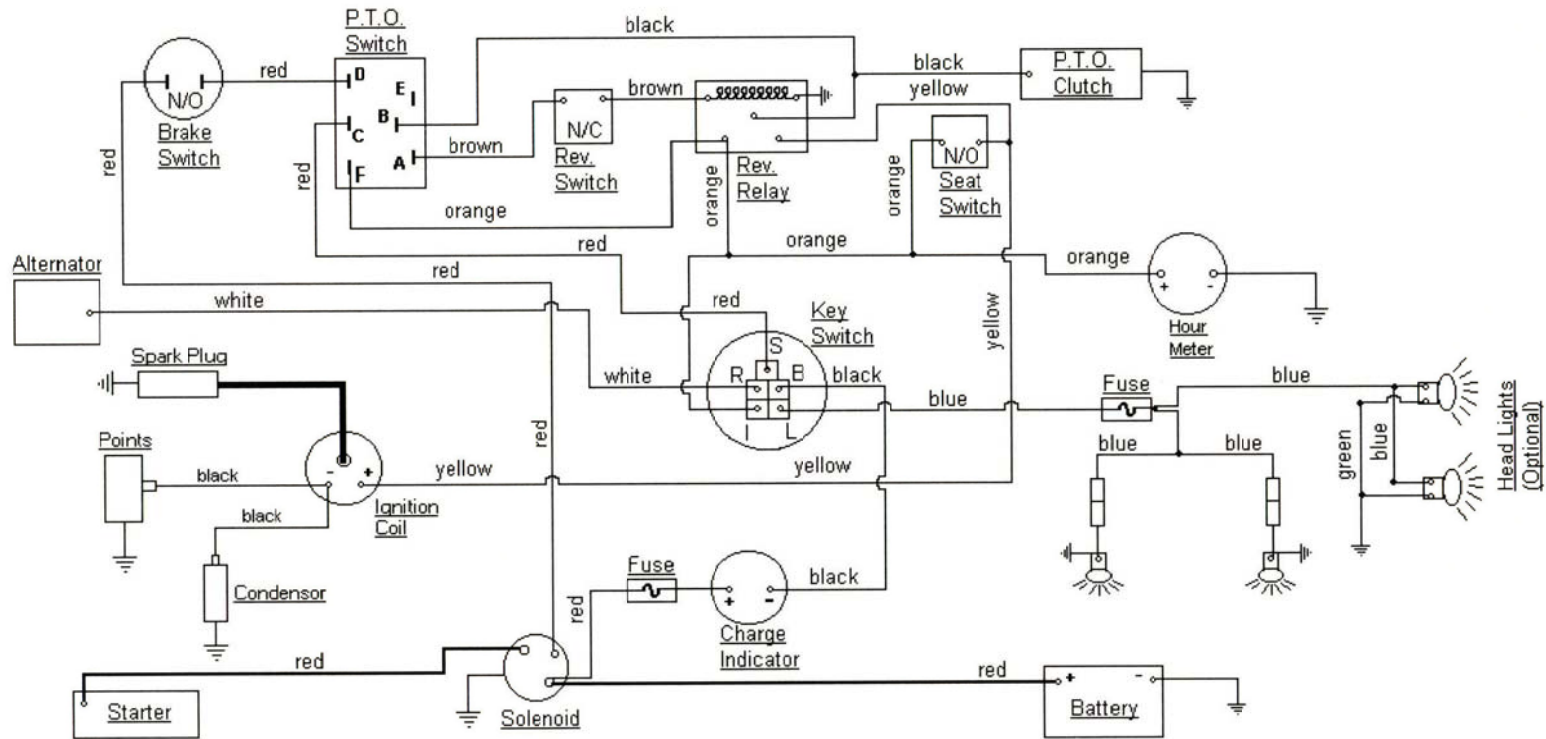 P.T.O.
Switch
black
P.T.O.
Clutch
black
red
D
E
B
C
A
F
N/O
Brake
Switch
brown
brown
N/C
Rev.
Switch
Rev.
Relay
yellow
N/O
Seat
Switch
red
red
orange
orange
orange
orange
orange
red
red
Alternator
white
red
Key
Switch
S
R
B
I
L
white
black
yellow
+
-
Hour
Meter
Spark Plug
Fuse
blue
blue
blue
blue
green
blue
Head Lights
(Optional)
Points
black
-
+
yellow
yellow
Ignition
Coil
black
Condensor
red
Fuse
red
+
-
black
Charge
Indicator
red
Starter
Solenoid
red
+
-
Battery